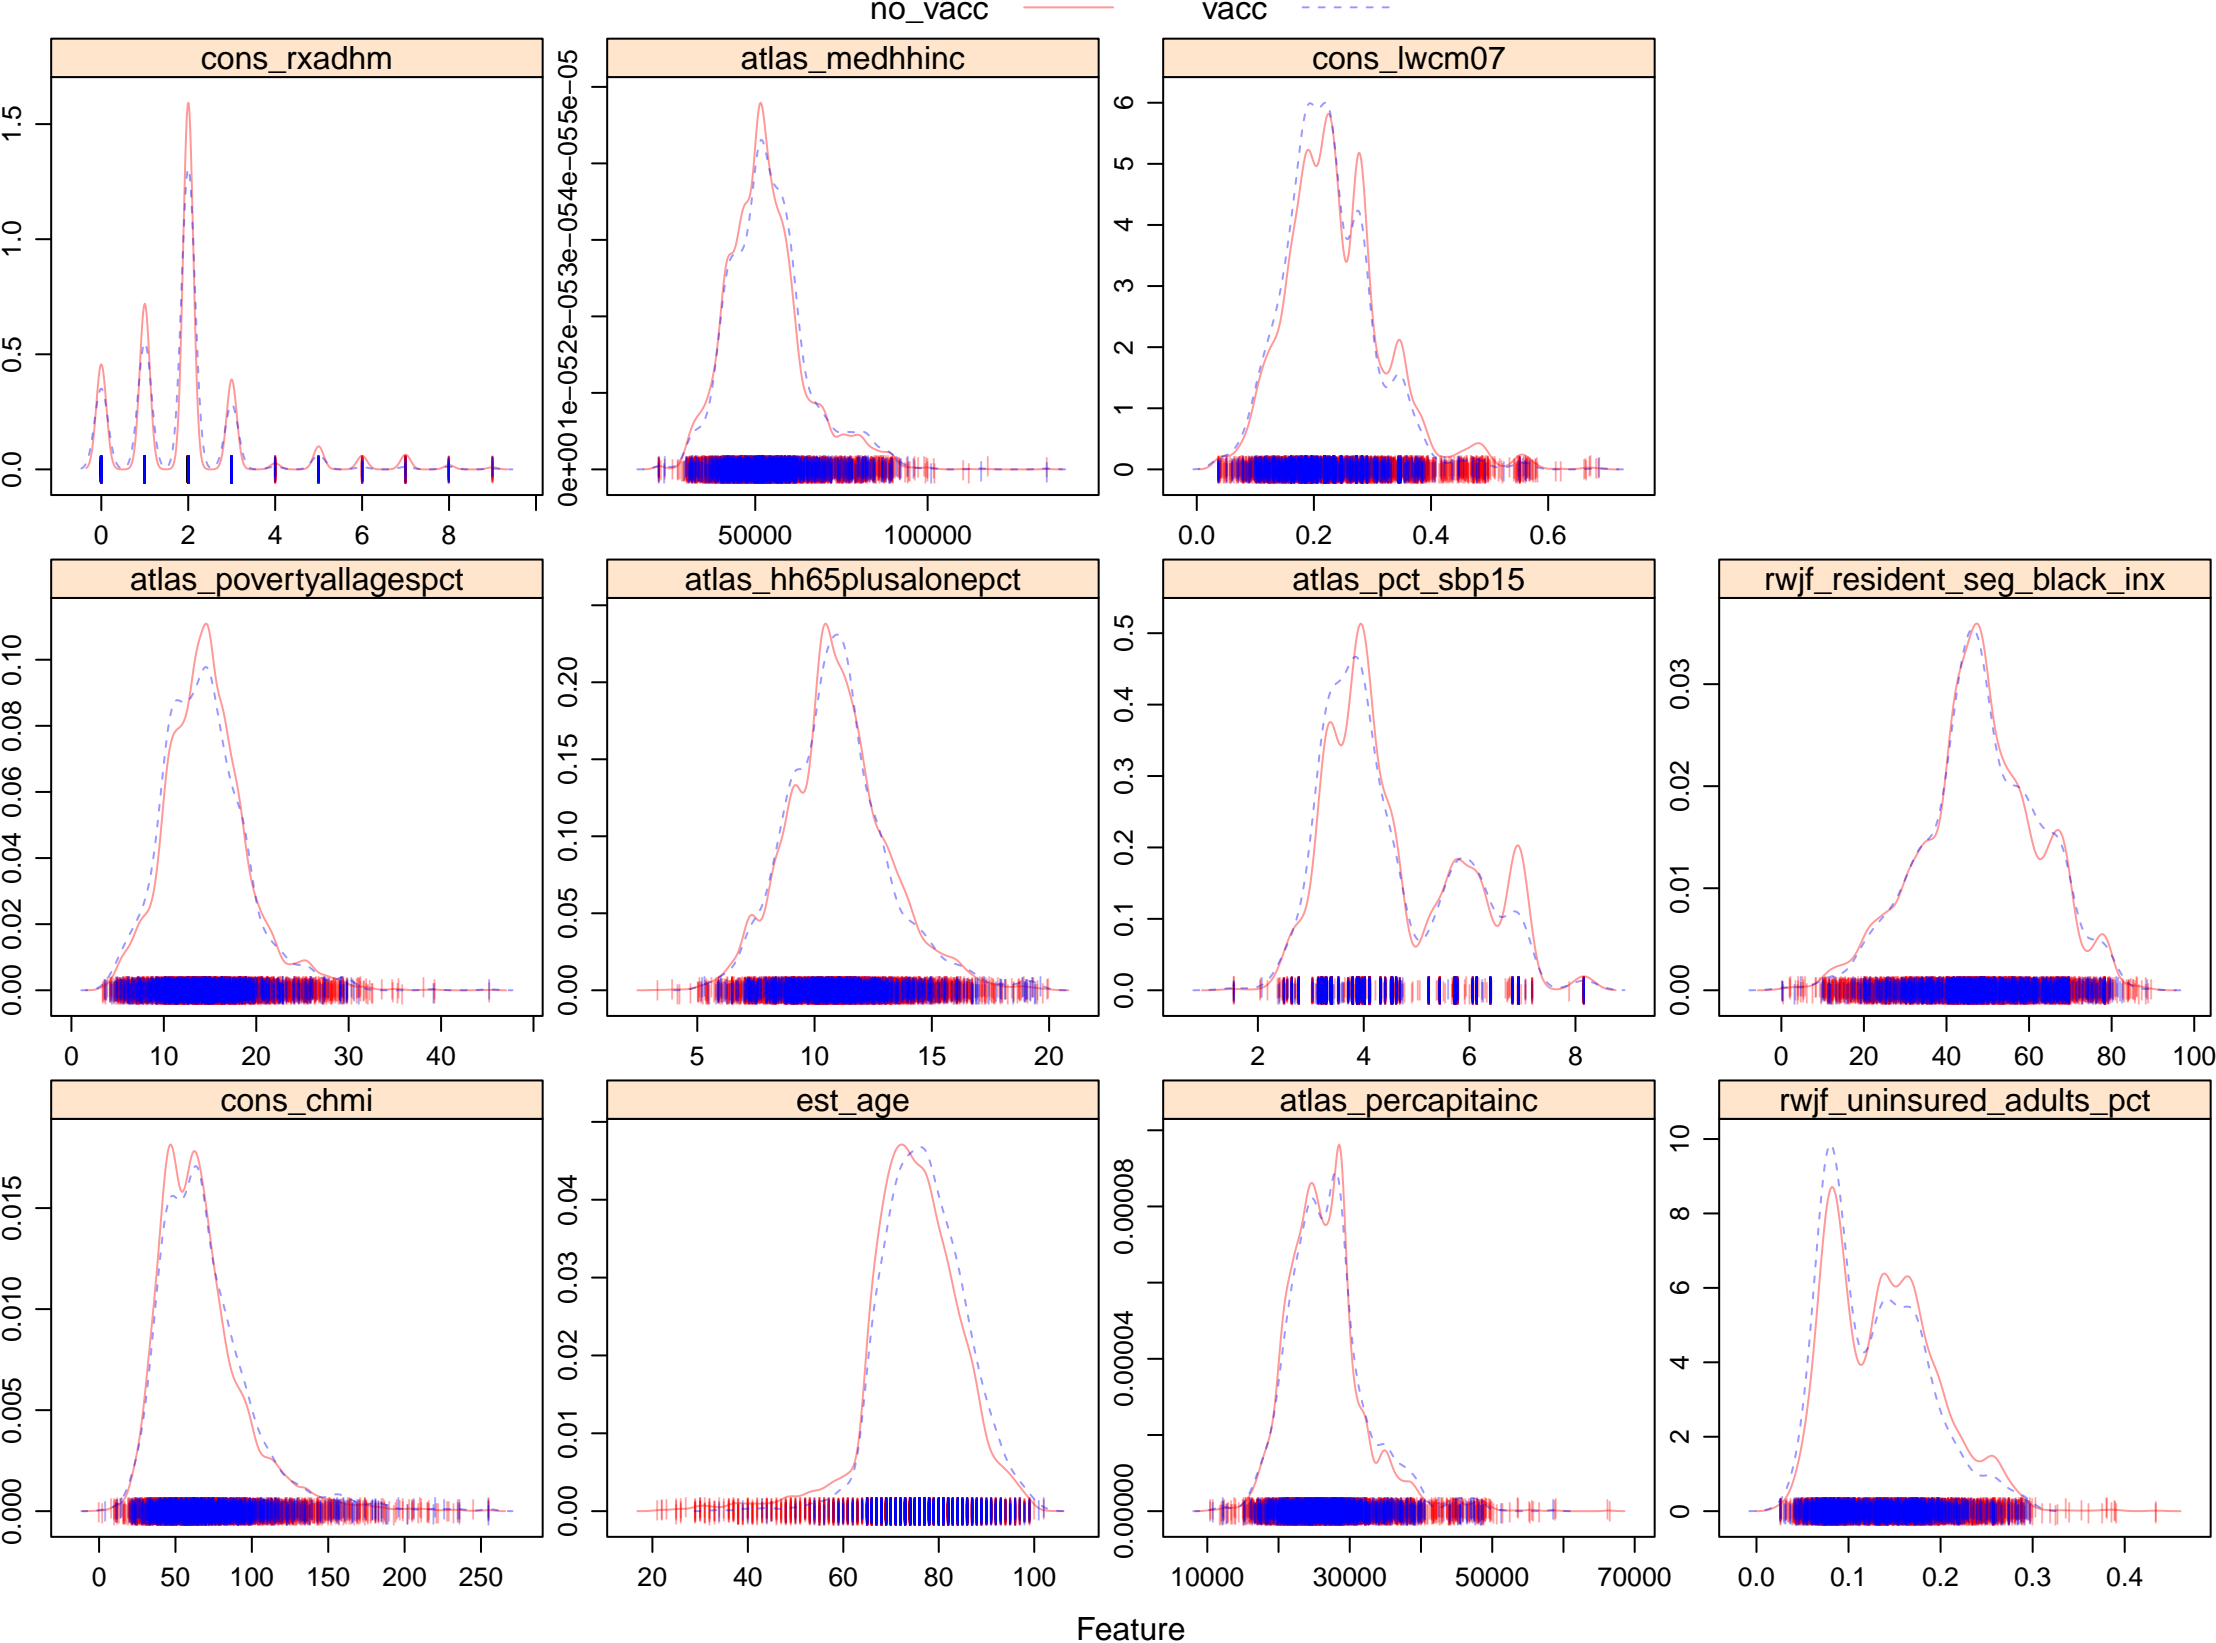 no_vacc vacc
cons_rxadhm atlas_medhhinc cons_lwcm07
0.0 0.5 1.0 1.5
0 2 4 6 8
0e+00 1e−05 2e−05 3e−05 4e−05 5e−05
50000 100000
0 1 2 3 4 5 6
0.0 0.2 0.4 0.6
atlas_povertyallagespct atlas_hh65plusalonepct atlas_pct_sbp15 rwjf_resident_seg_black_inx
0.00 0.02 0.04 0.06 0.08 0.10
0 10 20 30 40
0.00 0.05 0.10 0.15 0.20
5 10 15 20
0.0 0.1 0.2 0.3 0.4 0.5
2 4 6 8
0.00 0.01 0.02 0.03
0 20 40 60 80 100
cons_chmi est_age atlas_percapitainc rwjf_uninsured_adults_pct
0.000 0.005 0.010 0.015
0 50 100 150 200 250
0.00 0.01 0.02 0.03 0.04
20 40 60 80 100
0.00000 0.00004 0.00008
10000 30000 50000 70000
0 2 4 6 8 10
0.0 0.1 0.2 0.3 0.4
Feature